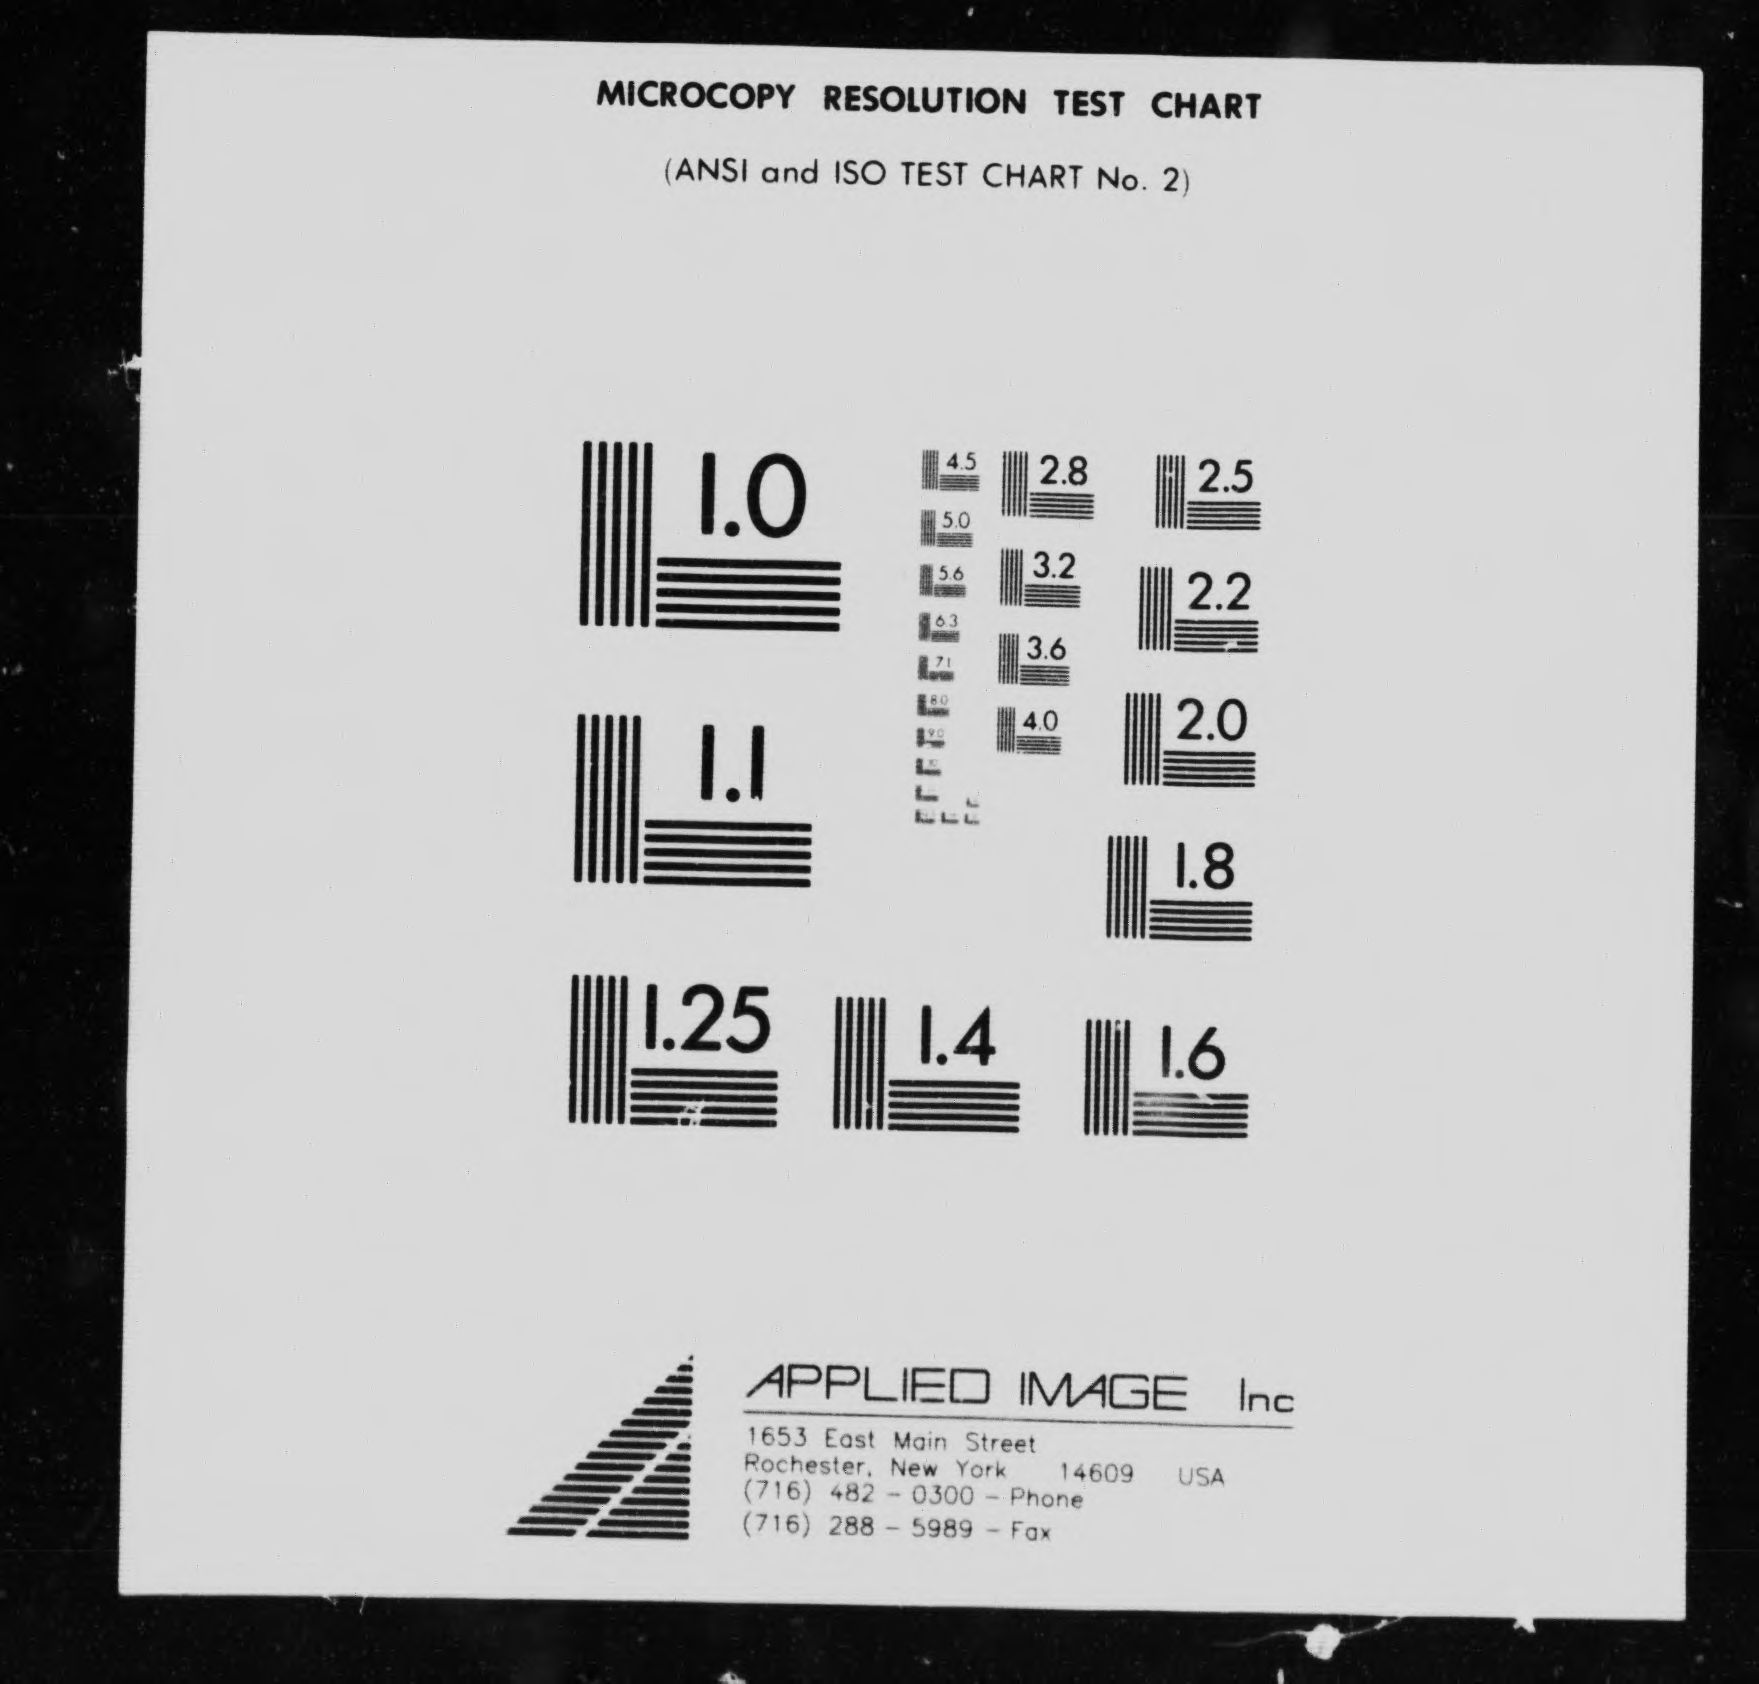 MICROCOPY RESOLUTION TEST CHART
(ANSI and ISO TEST CHART No. 2)
1.0
1.1
1.25
1.4
1.6
1.8
2.0
2.2
2.5
2.8
3.2
3.6
4.0
4.5
5.0
5.6
6.3
7.1
8.0
9.0
APPLIED IMAGE Inc
1653 East Main Street
Rochester, New York 14609 USA
(716) 482 - 0300 - Phone
(716) 288 - 5989 - Fax